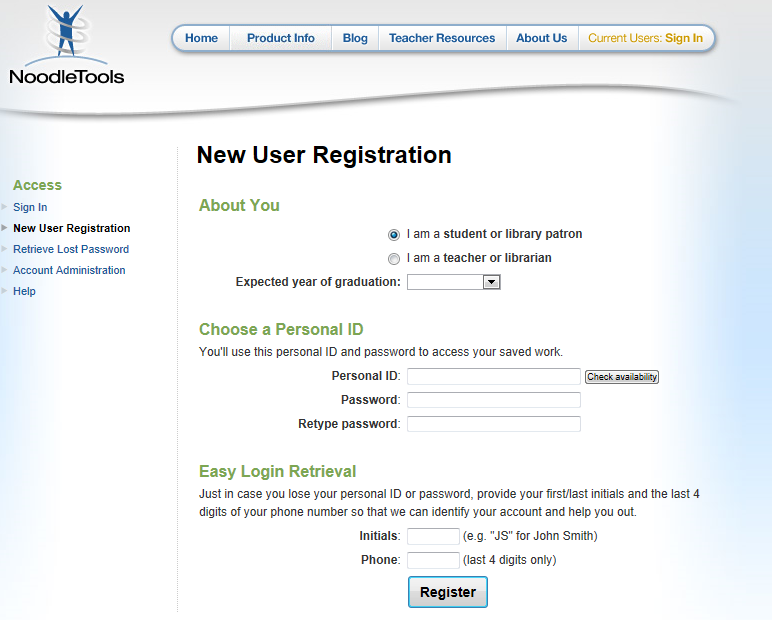 NoodleTools
Home
Product Info
Blog
Teacher Resources
About Us
Current Users: Sign In
Access
Sign In
New User Registration
Retrieve Lost Password
Account Administration
Help
New User Registration
About You
I am a student or library patron
I am a teacher or librarian
Expected year of graduation:
Choose a Personal ID
You'll use this personal ID and password to access your saved work.
Personal ID: Check availability
Password:
Retype password:
Easy Login Retrieval
Just in case you lose your personal ID or password, provide your first/last initials and the last 4
digits of your phone number so that we can identify your account and help you out.
Initials: (e.g. "JS" for John Smith)
Phone: (last 4 digits only)
Register